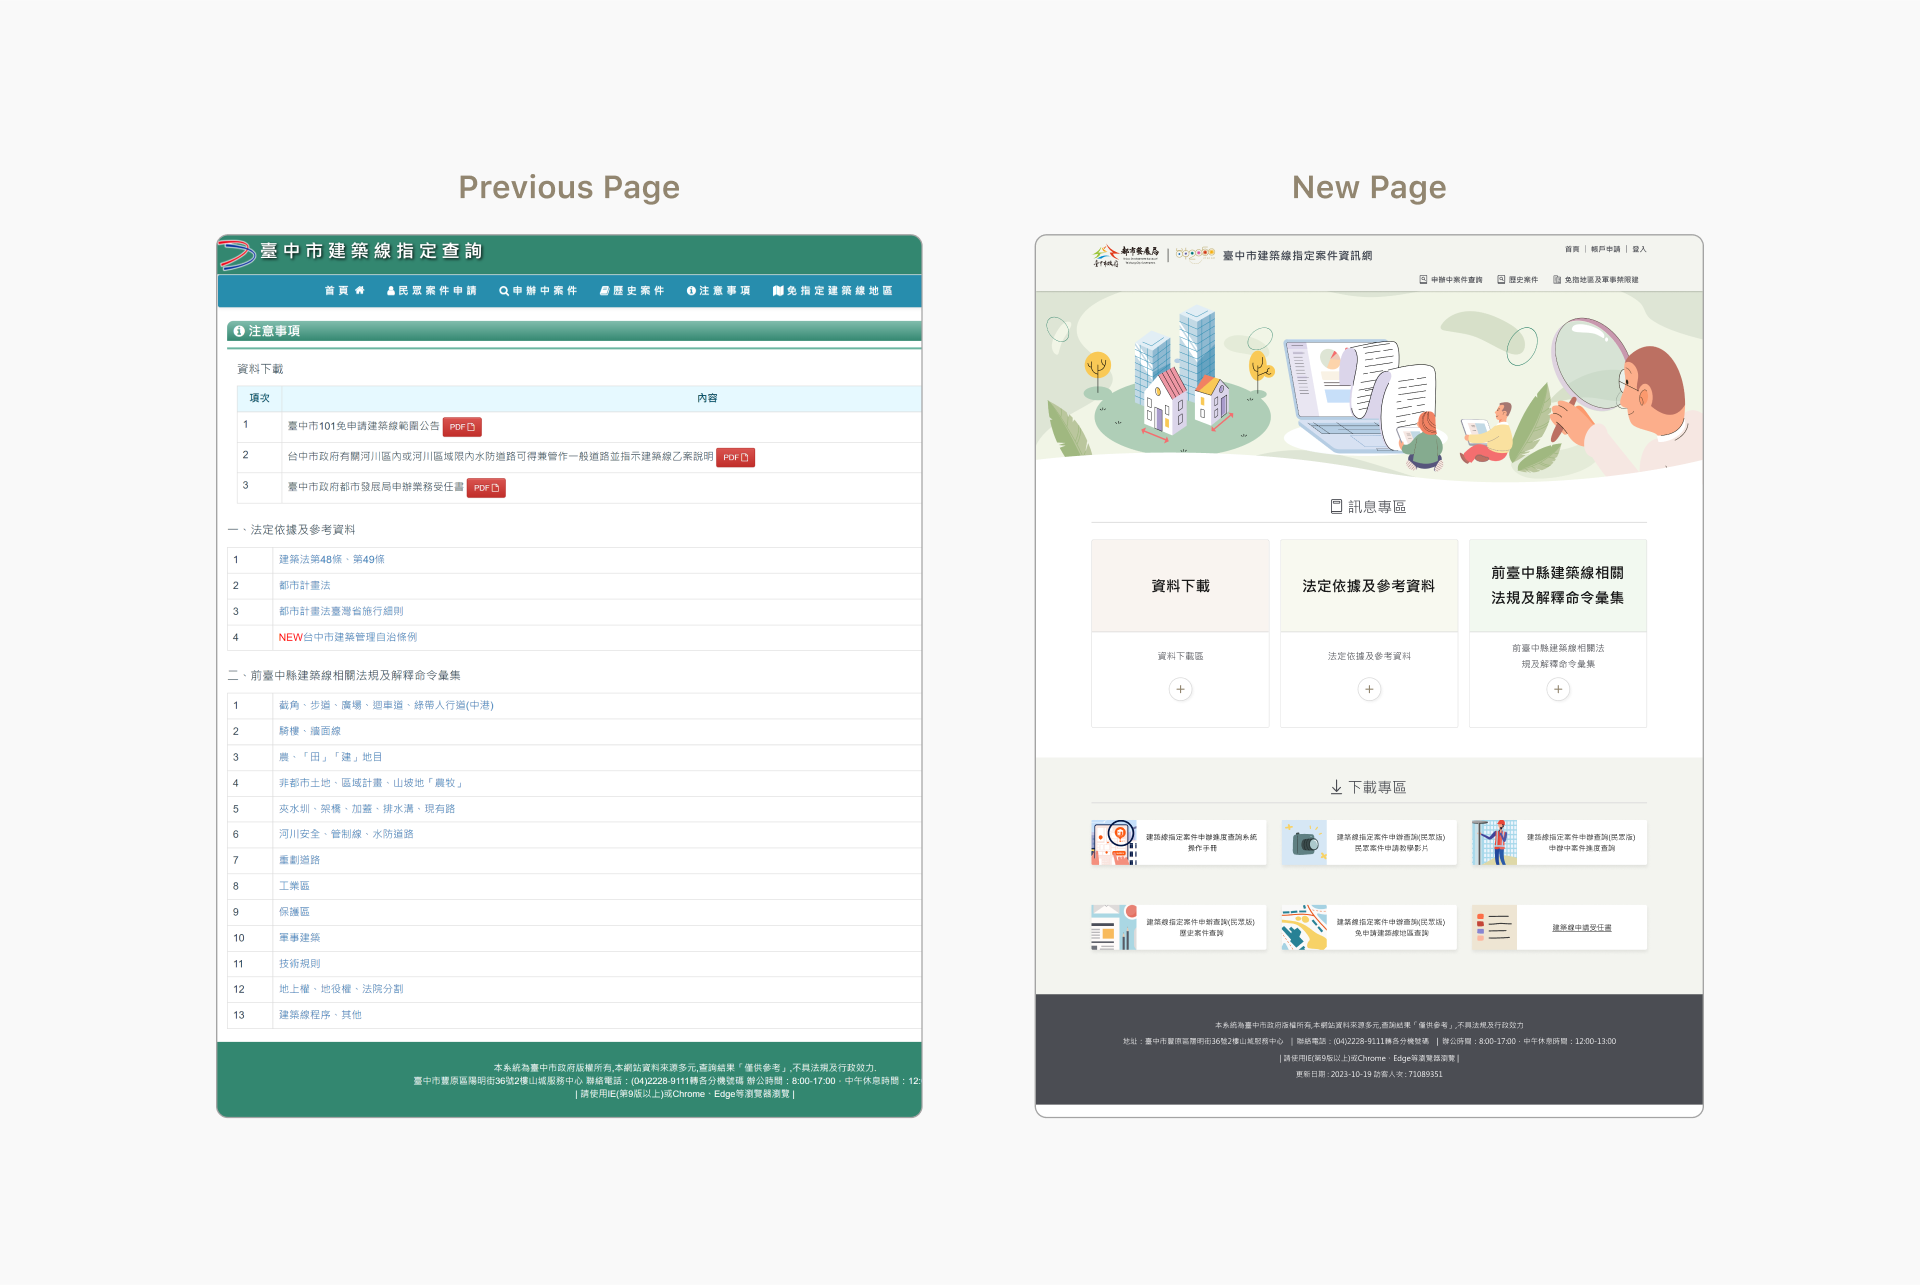 Previous Page
臺中市建築線指定查詢
首頁
民眾案件申請
申辦中案件
歷史案件
注意事項
免指定建築線地區
注意事項
資料下載
項次 內容
1 臺中市101免申請建築線範圍公告 PDF
2 台中市政府有關河川區內或河川區域限內水防道路可得兼管作一般道路並指示建築線乙案說明 PDF
3 臺中市政府都市發展局申辦業務受任書 PDF
一、法定依據及參考資料
1 建築法第48條、第49條
2 都市計畫法
3 都市計畫法臺灣省施行細則
4 NEW台中市建築管理自治條例
二、前臺中縣建築線相關法規及解釋命令彙集
1 截角、步道、廣場、迴車道、綠帶人行道(中港)
2 騎樓、牆面線
3 農、「田」「建」地目
4 非都市土地、區域計畫、山坡地「農牧」
5 夾水圳、架橋、加蓋、排水溝、現有路
6 河川安全、管制線、水防道路
7 重劃道路
8 工業區
9 保護區
10 軍事建築
11 技術規則
12 地上權、地役權、法院分割
13 建築線程序、其他
本系統為臺中市政府版權所有,本網站資料來源多元,查詢結果「僅供參考」,不具法規及行政效力.
臺中市豐原區陽明街36號2樓山城服務中心 聯絡電話：(04)2228-9111轉各分機號碼 辦公時間：8:00-17:00、中午休息時間：12:
| 請使用IE(第9版以上)或Chrome、Edge等瀏覽器瀏覽 |
New Page
臺中市政府 都市發展局 | 臺中市建築線指定案件資訊網
首頁 | 帳戶申請 | 登入
申辦中案件查詢
歷史案件
免指地區及軍事禁限建
訊息專區
資料下載
資料下載區
法定依據及參考資料
法定依據及參考資料
前臺中縣建築線相關
法規及解釋命令彙集
前臺中縣建築線相關法
規及解釋命令彙集
下載專區
建築線指定案件申辦進度查詢系統
操作手冊
建築線指定案件申辦查詢(民眾版)
民眾案件申請教學影片
建築線指定案件申辦查詢(民眾版)
申辦中案件進度查詢
建築線指定案件申辦查詢(民眾版)
歷史案件查詢
建築線指定案件申辦查詢(民眾版)
免申請建築線地區查詢
建築線申請受任書
本系統為臺中市政府版權所有,本網站資料來源多元,查詢結果「僅供參考」,不具法規及行政效力
地址：臺中市豐原區陽明街36號2樓山城服務中心 | 聯絡電話：(04)2228-9111轉各分機號碼 | 辦公時間：8:00-17:00、中午休息時間：12:00-13:00
| 請使用IE(第9版以上)或Chrome、Edge等瀏覽器瀏覽 |
更新日期 : 2023-10-19 訪客人次 : 71089351